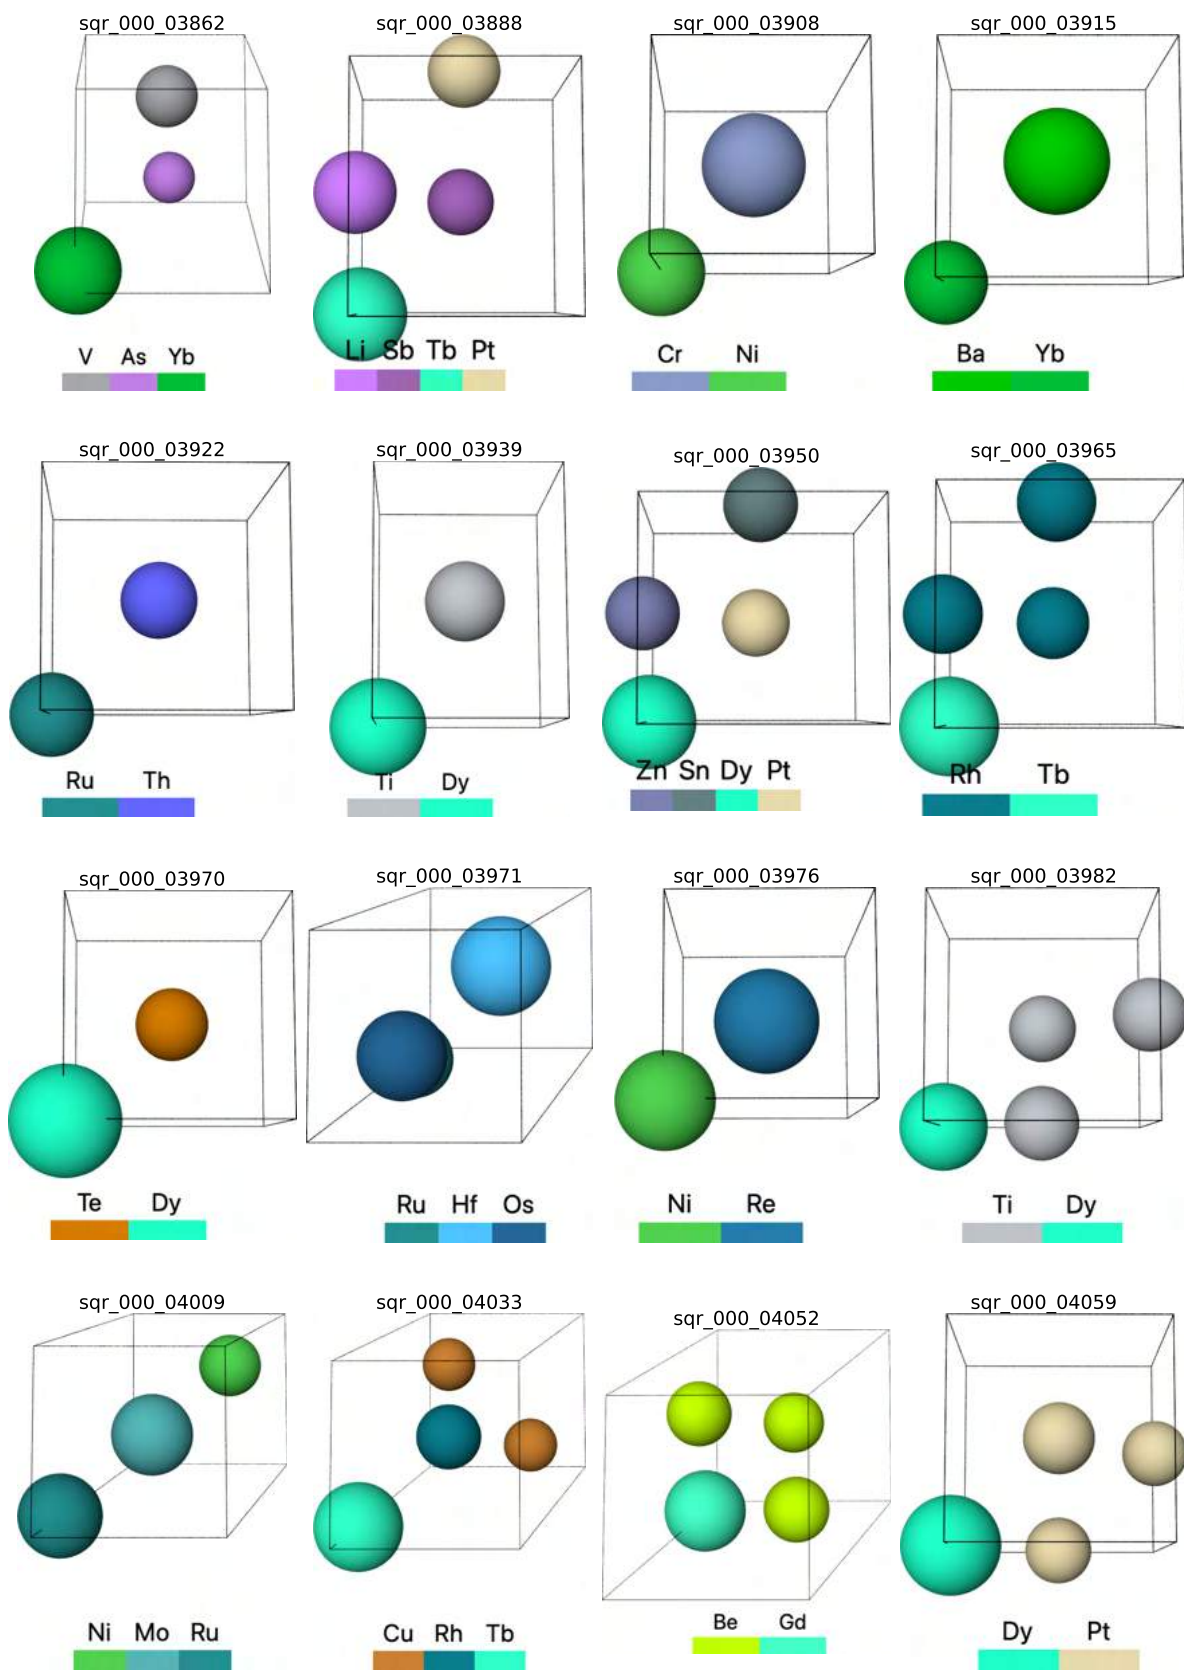 sqr_000_03862 sqr_000_03888 sqr_000_03908 sqr_000_03915
V As Yb
Li Sb Tb Pt
Cr Ni
Ba Yb
sqr_000_03922 sqr_000_03939 sqr_000_03950 sqr_000_03965
Ru Th
Ti Dy
Zn Sn Dy Pt
Rh Tb
sqr_000_03970 sqr_000_03971 sqr_000_03976 sqr_000_03982
Te Dy
Ru Hf Os
Ni Re
Ti Dy
sqr_000_04009 sqr_000_04033 sqr_000_04052 sqr_000_04059
Ni Mo Ru
Cu Rh Tb
Be Gd
Dy Pt